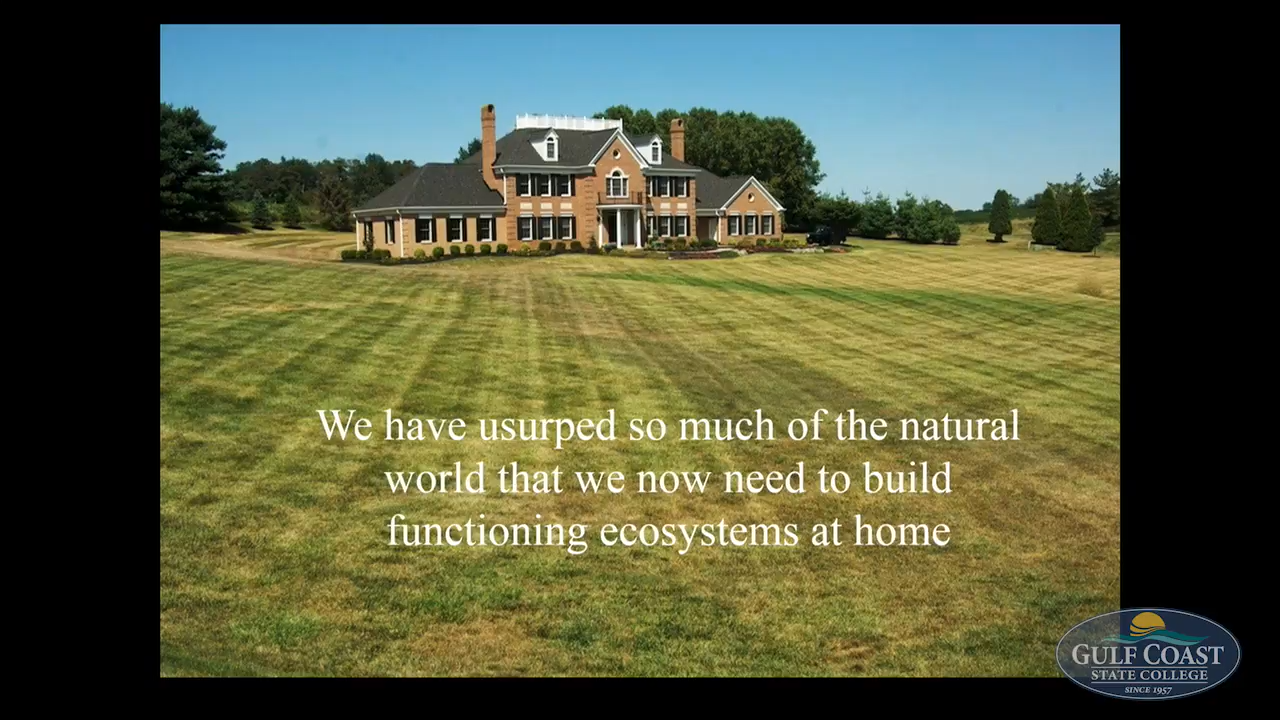 We have usurped so much of the natural
world that we now need to build
functioning ecosystems at home
GULF COAST
STATE COLLEGE
SINCE 1957